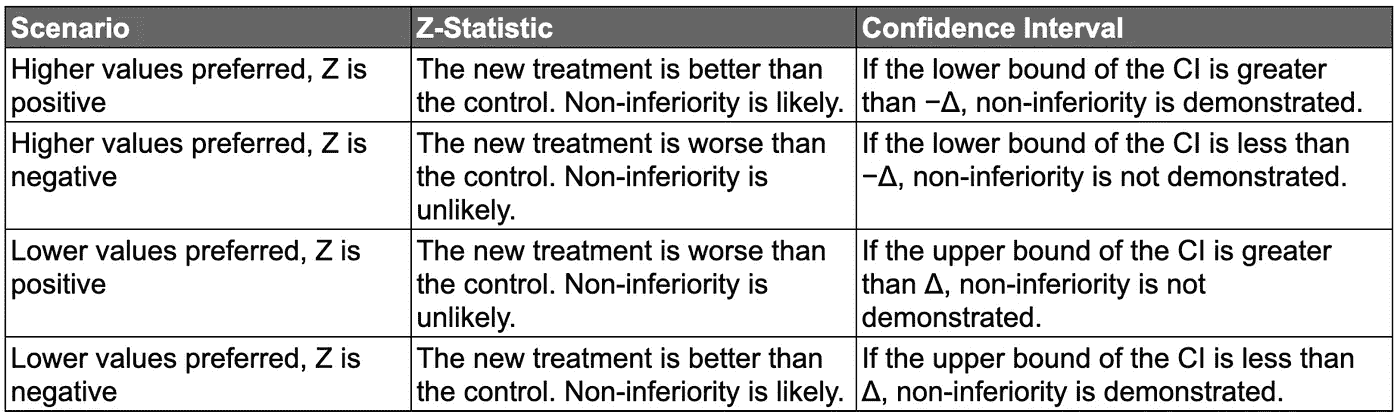 Scenario Z-Statistic Confidence Interval
Higher values preferred, Z is
positive
The new treatment is better than
the control. Non-inferiority is likely.
If the lower bound of the CI is greater
than −Δ, non-inferiority is demonstrated.
Higher values preferred, Z is
negative
The new treatment is worse than
the control. Non-inferiority is
unlikely.
If the lower bound of the CI is less than
−Δ, non-inferiority is not demonstrated.
Lower values preferred, Z is
positive
The new treatment is worse than
the control. Non-inferiority is
unlikely.
If the upper bound of the CI is greater
than Δ, non-inferiority is not
demonstrated.
Lower values preferred, Z is
negative
The new treatment is better than
the control. Non-inferiority is likely.
If the upper bound of the CI is less than
Δ, non-inferiority is demonstrated.